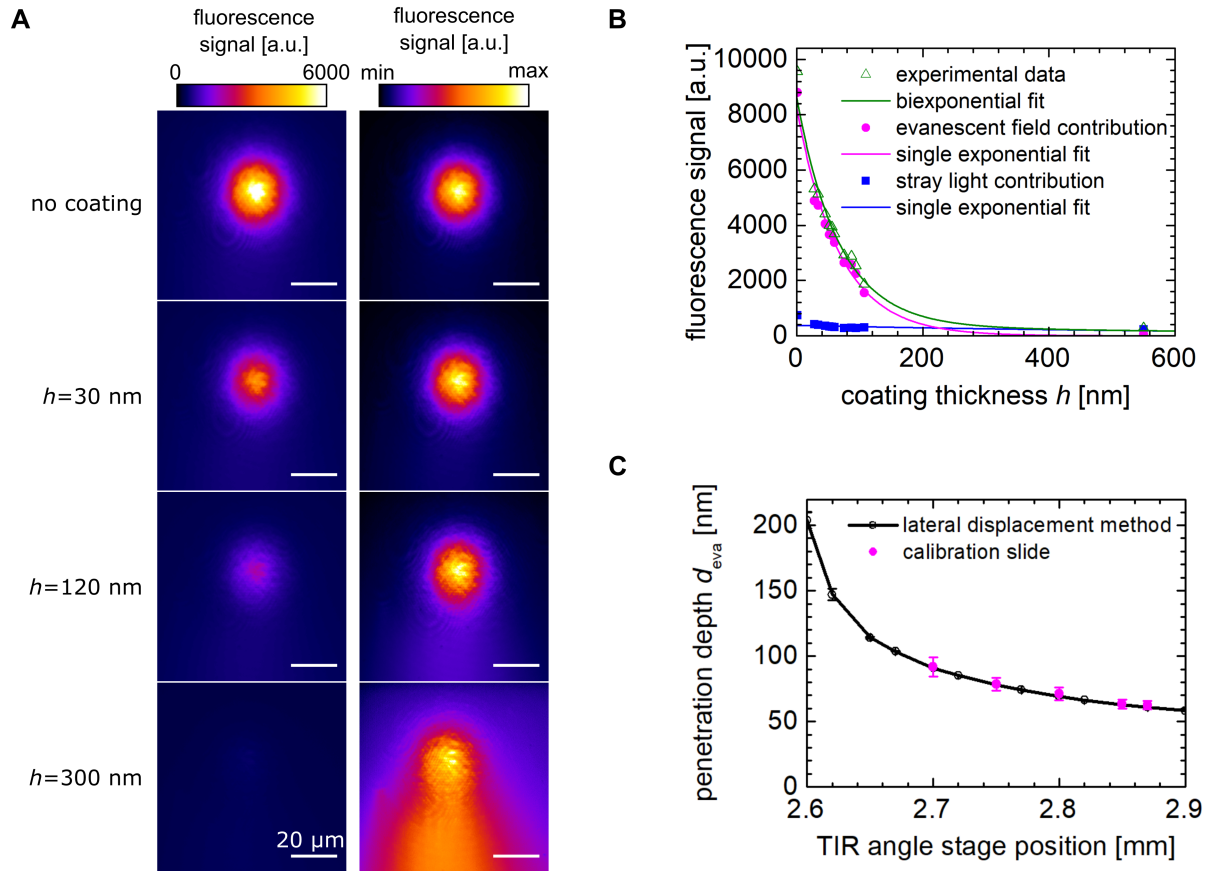 A
fluorescence
signal [a.u.]
0 6000
fluorescence
signal [a.u.]
min max
no coating
h=30 nm
h=120 nm
h=300 nm
20 µm
B
fluorescence signal [a.u.]
10000
8000
6000
4000
2000
0
experimental data
biexponential fit
evanescent field contribution
single exponential fit
stray light contribution
single exponential fit
0 200 400 600
coating thickness h [nm]
C
penetration depth deva [nm]
200
150
100
50
0
lateral displacement method
calibration slide
2.6 2.7 2.8 2.9
TIR angle stage position [mm]